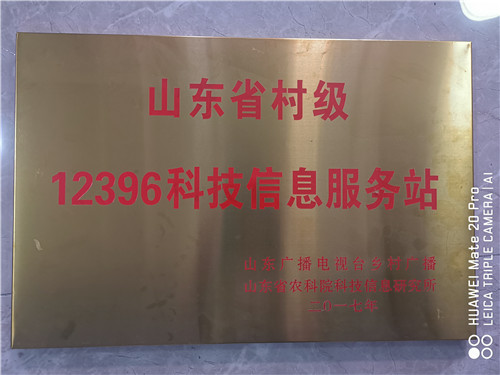 山东省村级
12396科技信息服务站
山东广播电视台乡村广播
山东省农科院科技信息研究所
二〇一七年
HUAWEI Mate 20 Pro
LEICA TRIPLE CAMERA | AI